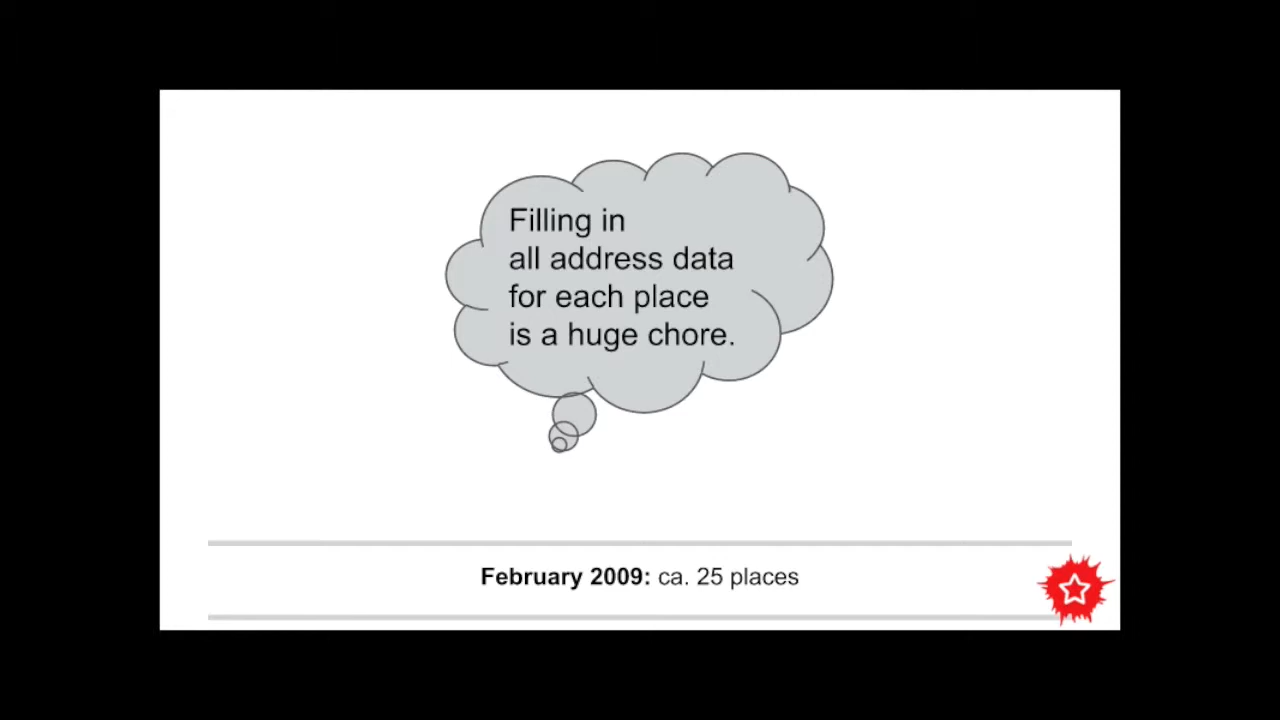 Filling in
all address data
for each place
is a huge chore.
February 2009: ca. 25 places